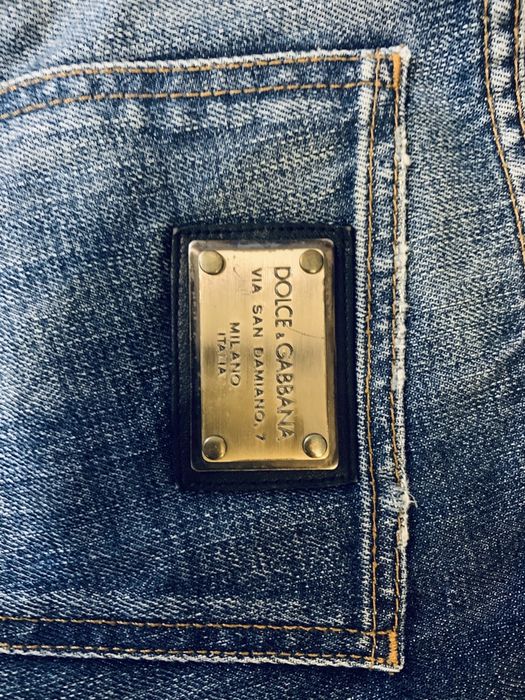 DOLCE & GABBANA
VIA SAN DAMIANO, 7
MILANO
ITALIA